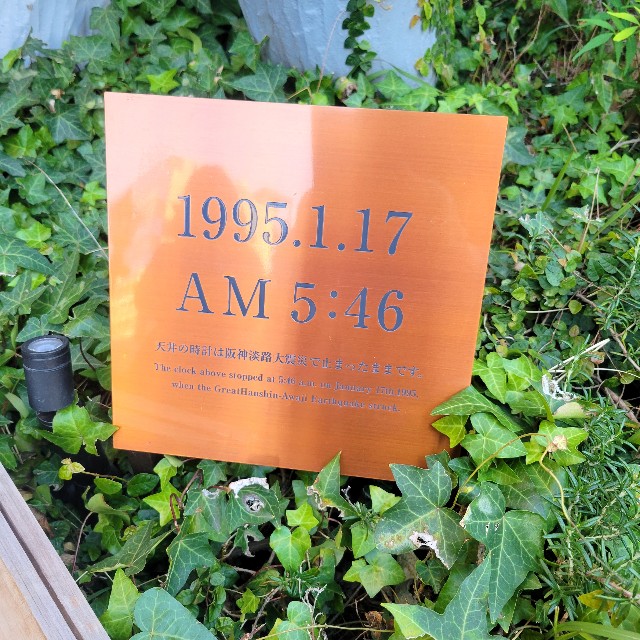 1995.1.17
AM 5:46
天井の時計は阪神淡路大震災で止まったままです。
The clock above stopped at 5:46 a.m. on January 17th 1995,
when the GreatHanshin-Awaji Earthquake struck.